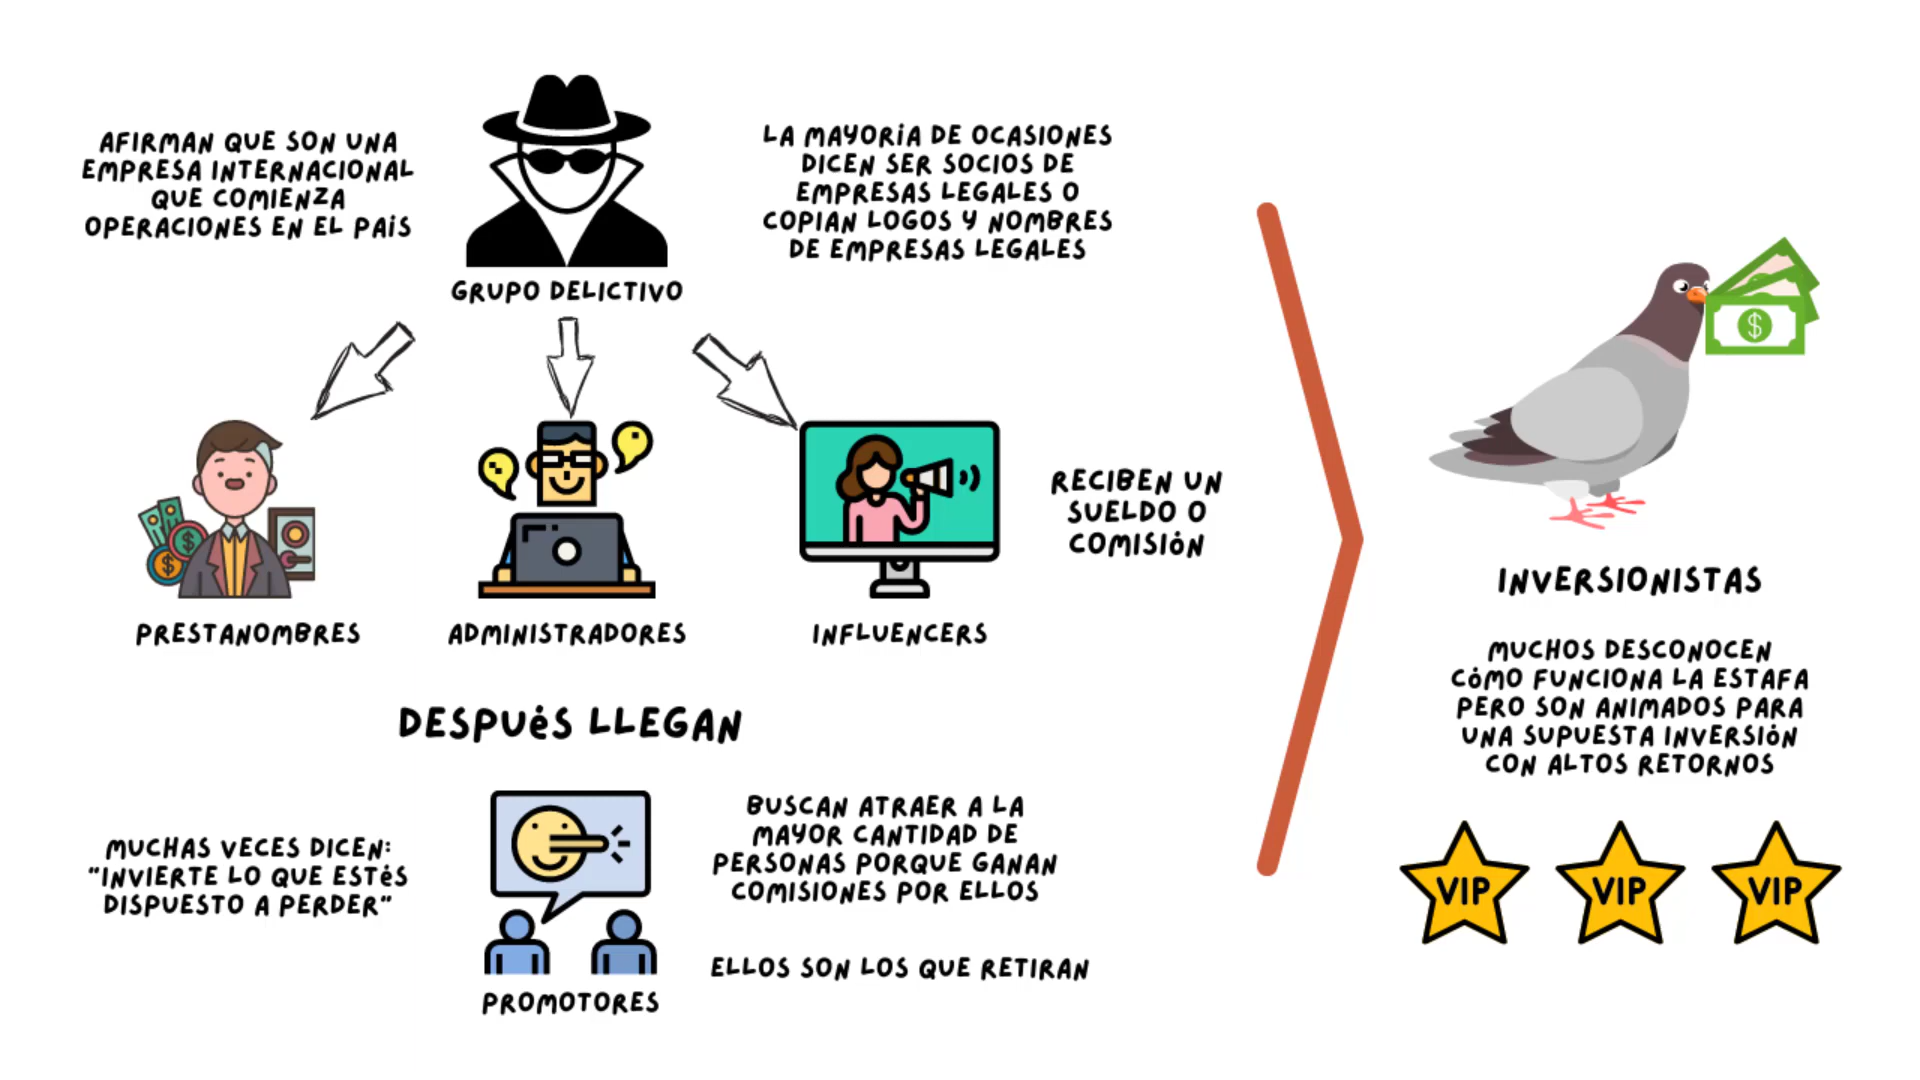 AFIRMAN QUE SON UNA
EMPRESA INTERNACIONAL
QUE COMIENZA
OPERACIONES EN EL PAÍS
LA MAYORÍA DE OCASIONES
DICEN SER SOCIOS DE
EMPRESAS LEGALES O
COPIAN LOGOS Y NOMBRES
DE EMPRESAS LEGALES
GRUPO DELICTIVO
RECIBEN UN
SUELDO O
COMISIÓN
PRESTANOMBRES
ADMINISTRADORES
INFLUENCERS
DESPUÉS LLEGAN
MUCHAS VECES DICEN:
"INVIERTE LO QUE ESTÉS
DISPUESTO A PERDER"
BUSCAN ATRAER A LA
MAYOR CANTIDAD DE
PERSONAS PORQUE GANAN
COMISIONES POR ELLOS
ELLOS SON LOS QUE RETIRAN
PROMOTORES
$
$
$
INVERSIONISTAS
MUCHOS DESCONOCEN
CÓMO FUNCIONA LA ESTAFA
PERO SON ANIMADOS PARA
UNA SUPUESTA INVERSIÓN
CON ALTOS RETORNOS
VIP VIP VIP